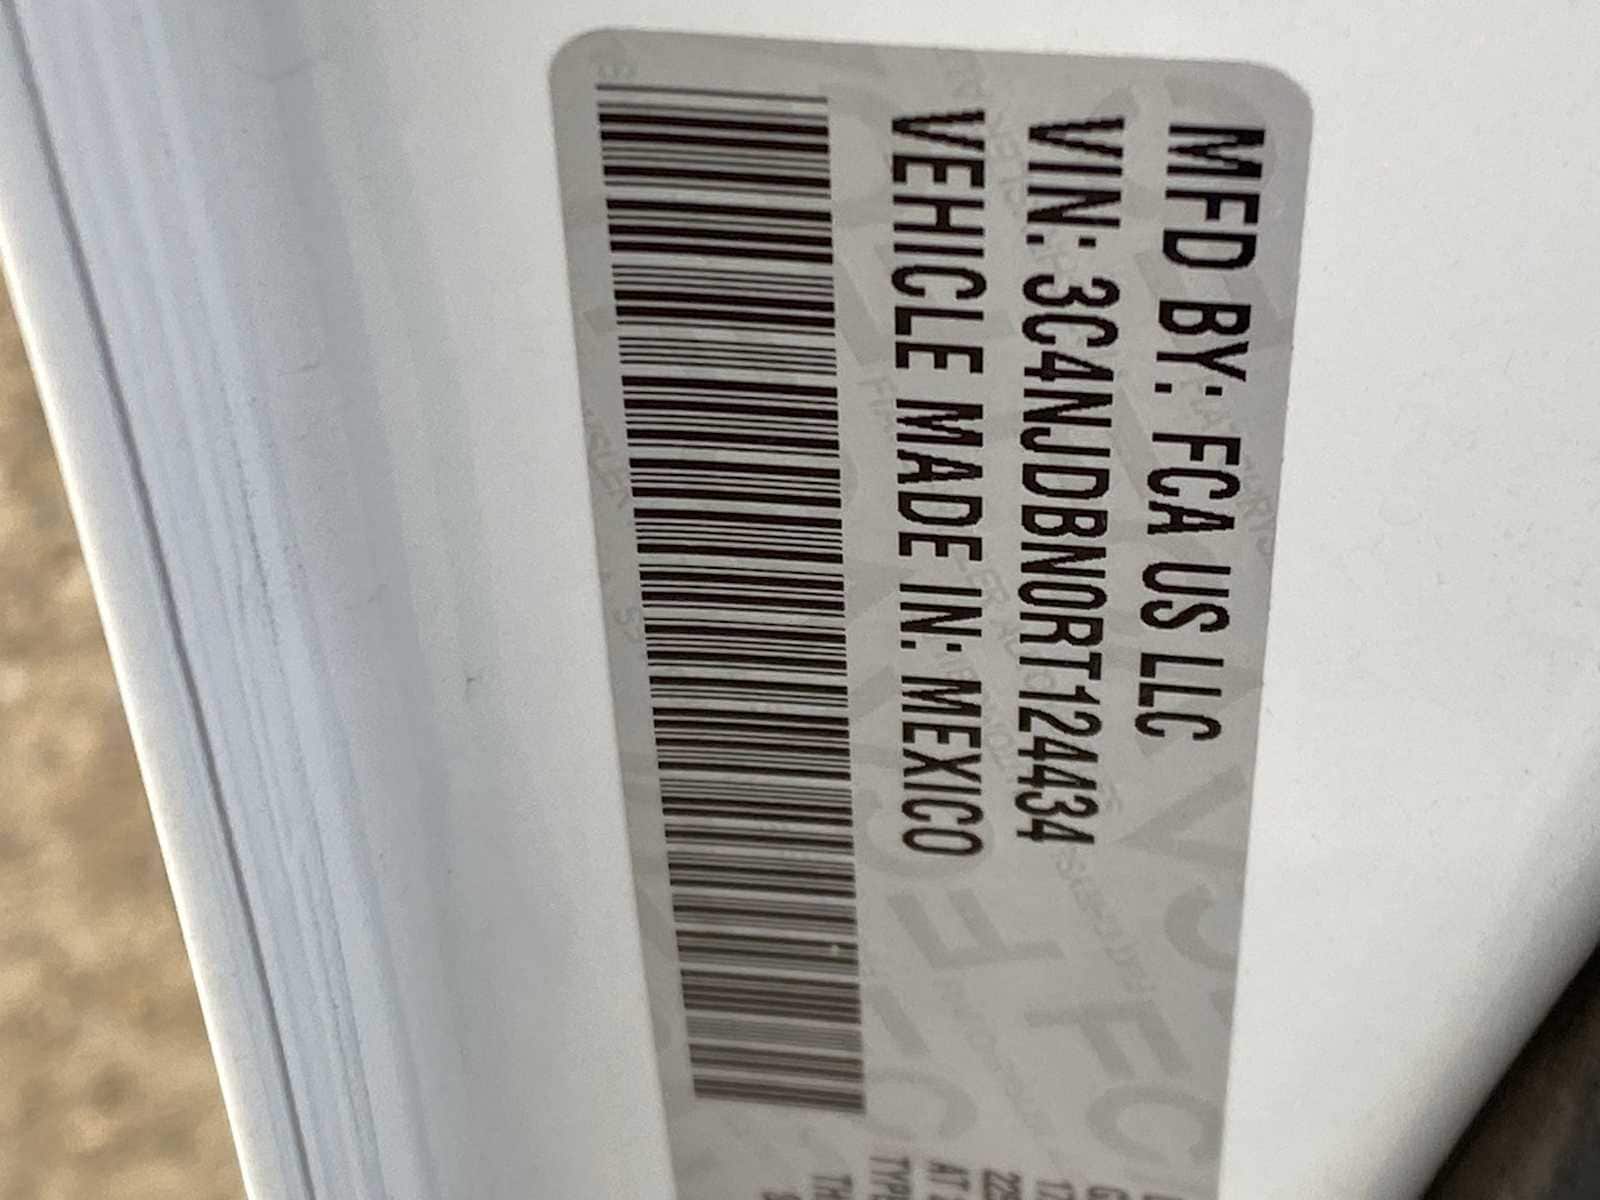 MFD BY: FCA US LLC
VIN: 3C4NJDBN0RT124434
VEHICLE MADE IN: MEXICO